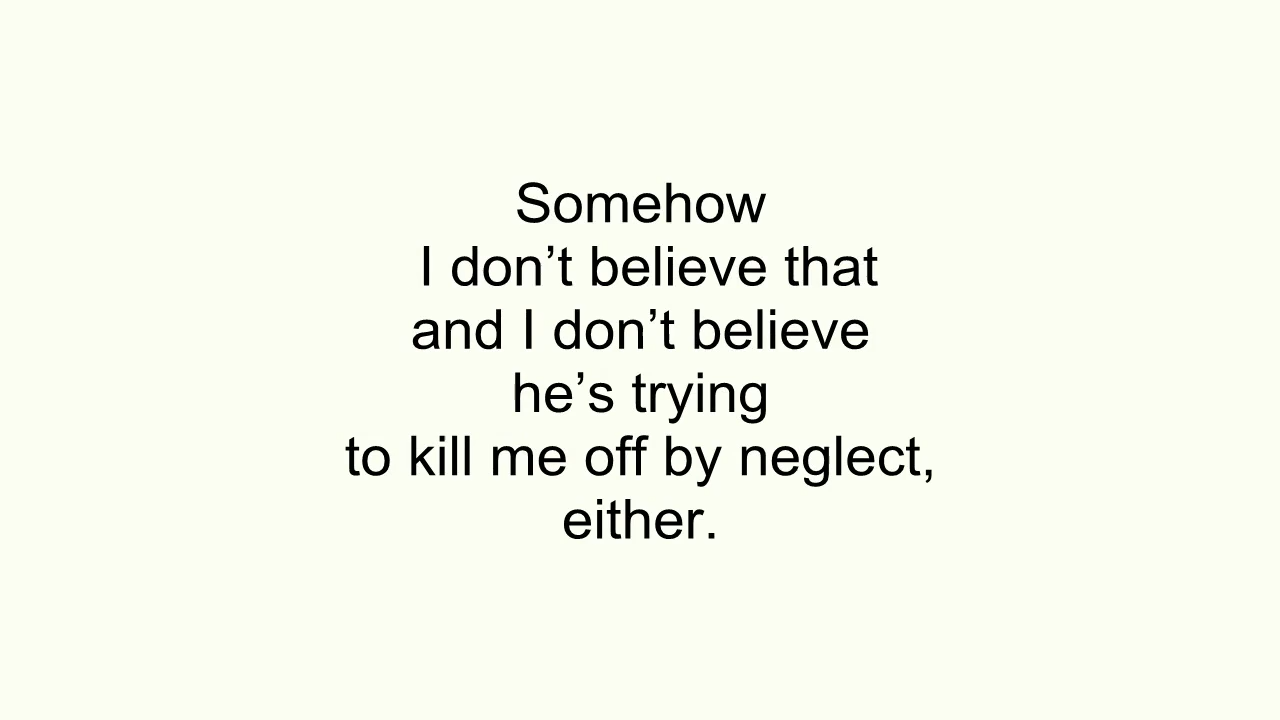 Somehow
I don’t believe that
and I don’t believe
he’s trying
to kill me off by neglect,
either.